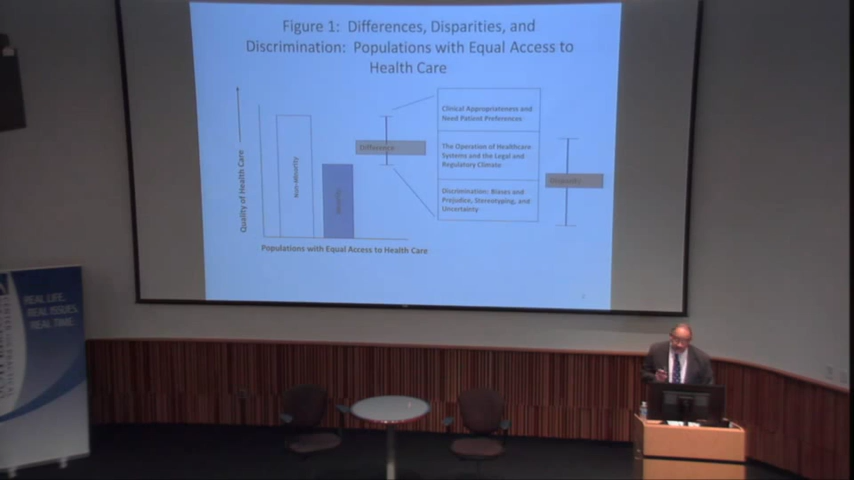 Figure 1: Differences, Disparities, and
Discrimination: Populations with Equal Access to
Health Care
Quality of Health Care
Non-Minority
Minority
Difference
Clinical Appropriateness and
Need Patient Preferences
The Operation of Healthcare
Systems and the Legal and
Regulatory Climate
Discrimination: Biases and
Prejudice, Stereotyping, and
Uncertainty
Disparity
Populations with Equal Access to Health Care
REAL LIFE.
REAL ISSUES.
REAL TIME.